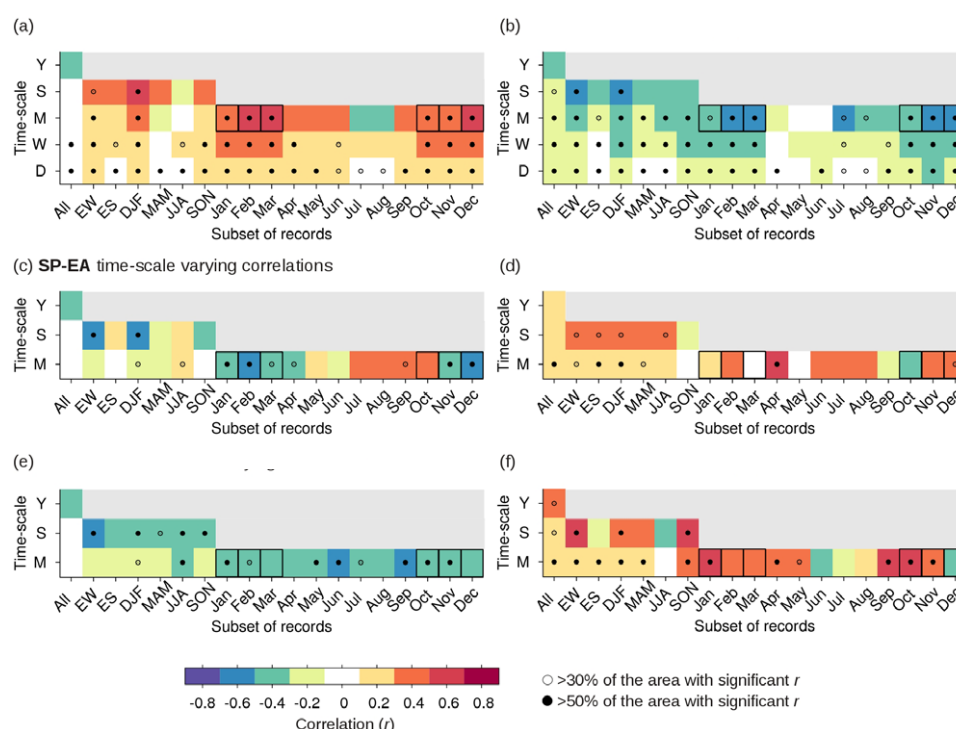 (a)
(b)
Y
S
M
W
D
Time-scale
All EW ES DJF MAM JJA SON Jan Feb Mar Apr May Jun Jul Aug Sep Oct Nov Dec
Subset of records
Y
S
M
W
D
Time-scale
All EW ES DJF MAM JJA SON Jan Feb Mar Apr May Jun Jul Aug Sep Oct Nov Dec
Subset of records
(c) SP-EA time-scale varying correlations
(d)
Y
S
M
Time-scale
All EW ES DJF MAM JJA SON Jan Feb Mar Apr May Jun Jul Aug Sep Oct Nov Dec
Subset of records
Y
S
M
Time-scale
All EW ES DJF MAM JJA SON Jan Feb Mar Apr May Jun Jul Aug Sep Oct Nov Dec
Subset of records
(e)
(f)
Y
S
M
Time-scale
All EW ES DJF MAM JJA SON Jan Feb Mar Apr May Jun Jul Aug Sep Oct Nov Dec
Subset of records
Y
S
M
Time-scale
All EW ES DJF MAM JJA SON Jan Feb Mar Apr May Jun Jul Aug Sep Oct Nov
Subset of records
-0.8 -0.6 -0.4 -0.2 0 0.2 0.4 0.6 0.8
Correlation (r)
>30% of the area with significant r
>50% of the area with significant r